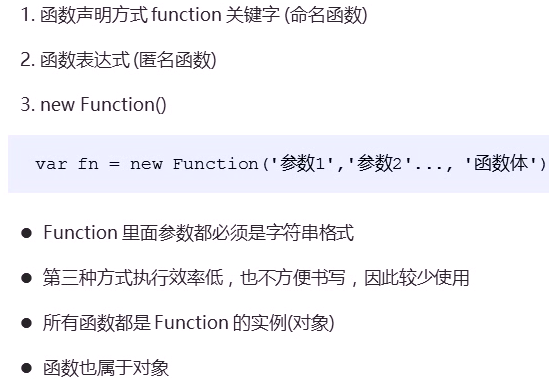 1. 函数声明方式 function 关键字 (命名函数)
2. 函数表达式 (匿名函数)
3. new Function()
var fn = new Function('参数1','参数2'..., '函数体')
● Function 里面参数都必须是字符串格式
● 第三种方式执行效率低，也不方便书写，因此较少使用
● 所有函数都是 Function 的实例(对象)
● 函数也属于对象